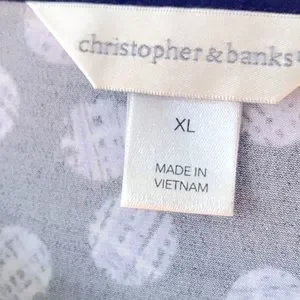 christopher & banks
XL
MADE IN
VIETNAM